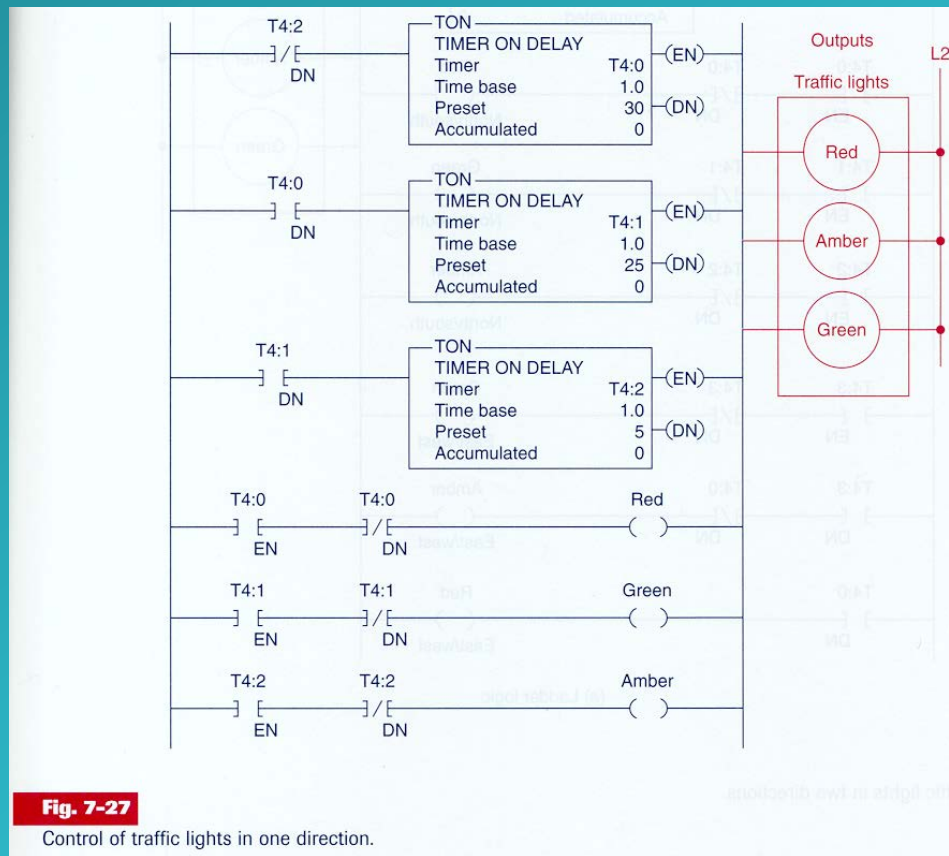 T4:2
DN
TON
TIMER ON DELAY
Timer T4:0
Time base 1.0
Preset 30
Accumulated 0
(EN)
(DN)
T4:0
DN
TON
TIMER ON DELAY
Timer T4:1
Time base 1.0
Preset 25
Accumulated 0
(EN)
(DN)
T4:1
DN
TON
TIMER ON DELAY
Timer T4:2
Time base 1.0
Preset 5
Accumulated 0
(EN)
(DN)
T4:0 T4:0 Red
EN DN
T4:1 T4:1 Green
EN DN
T4:2 T4:2 Amber
EN DN
Outputs
L2
Traffic lights
Red
Amber
Green
Fig. 7-27
Control of traffic lights in one direction.